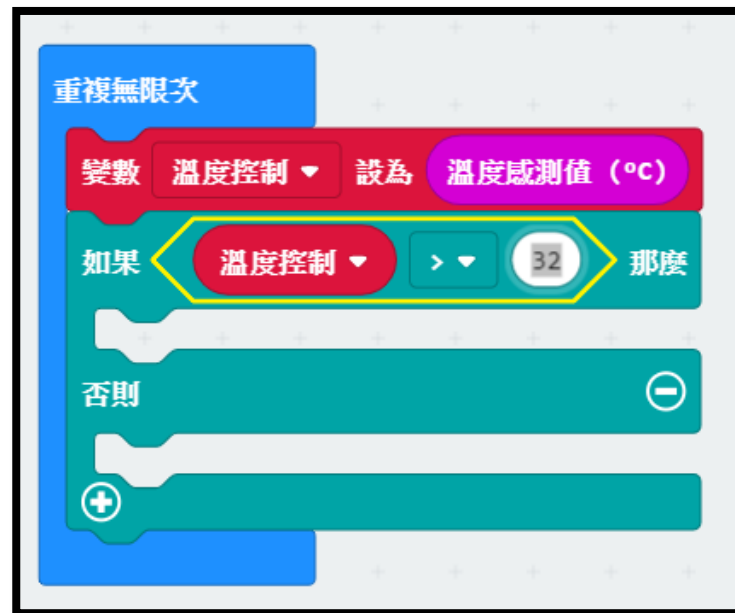 重複無限次
變數 溫度控制 設為 溫度感測值 (ºC)
如果 溫度控制 > 32 那麼
否則